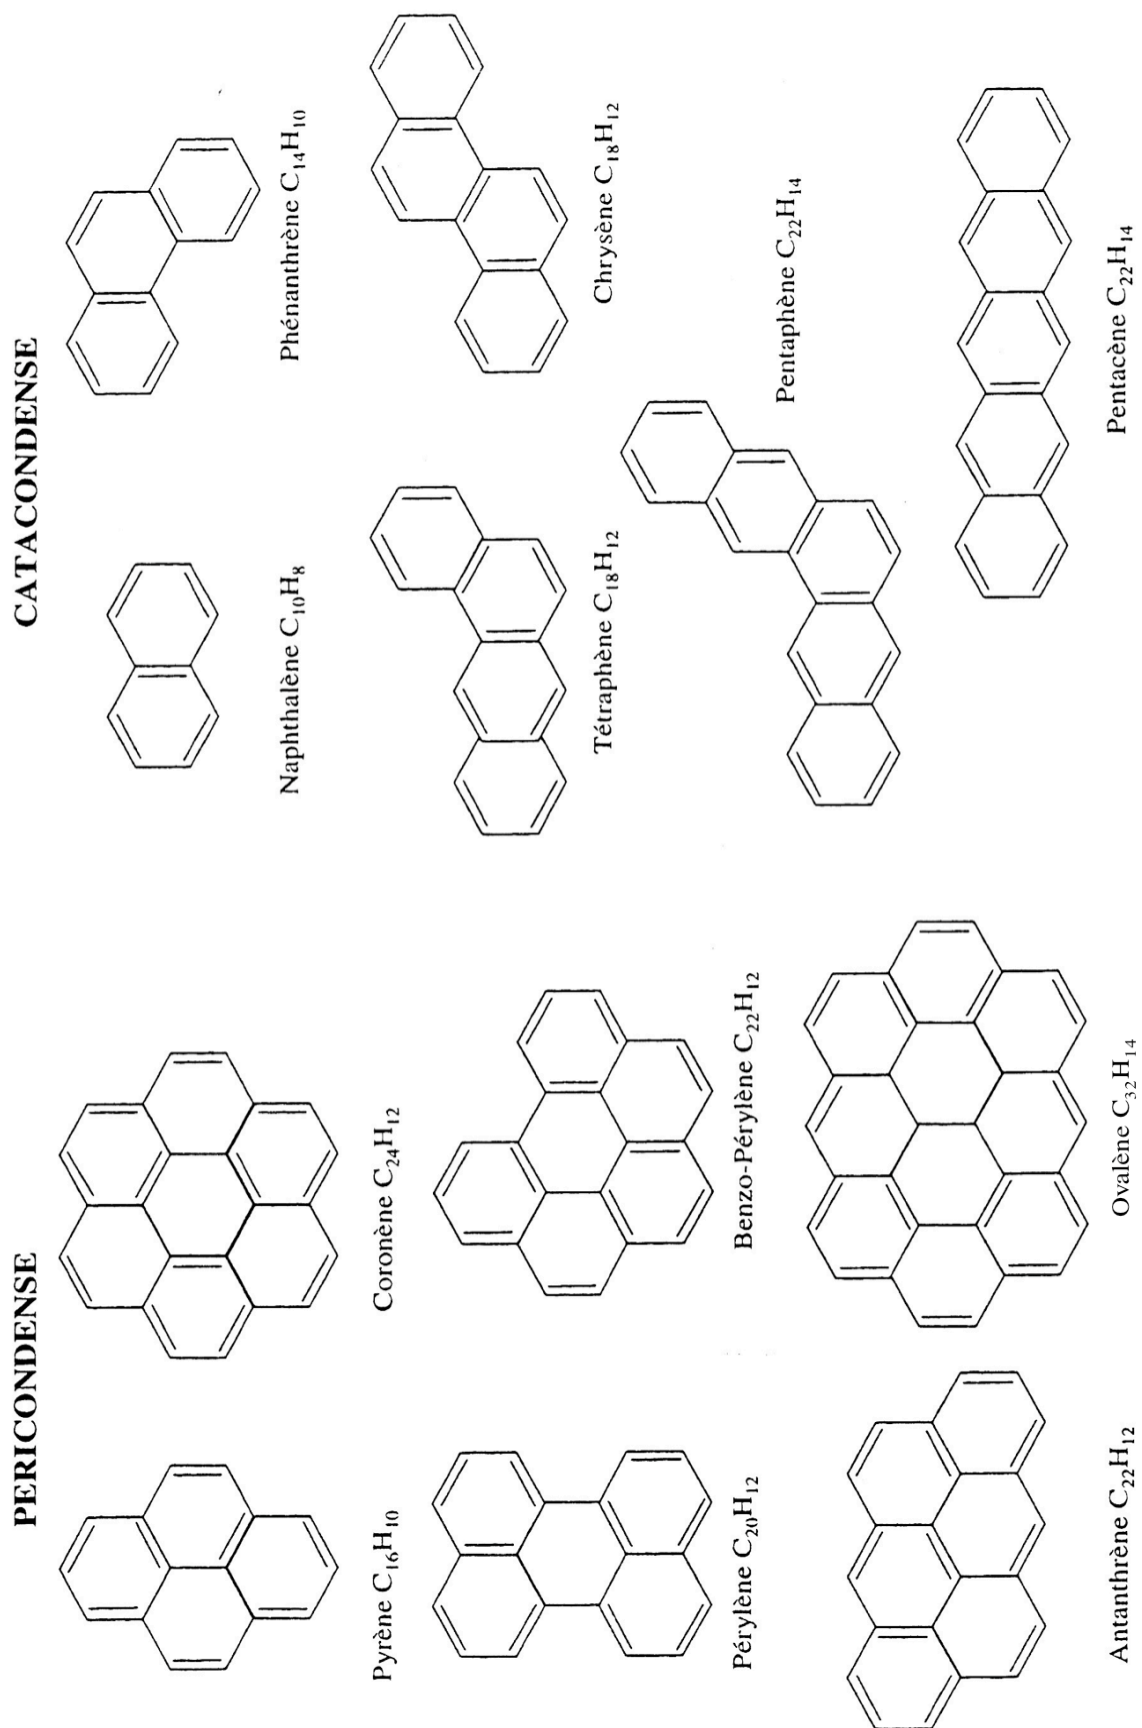 PERICONDENSE
Pyrène C₁₆H₁₀
Coronène C₂₄H₁₂
Pérylène C₂₀H₁₂
Benzo-Pérylène C₂₂H₁₂
Antanthrène C₂₂H₁₂
Ovalène C₃₂H₁₄
CATACONDENSE
Naphthalène C₁₀H₈
Phénanthrène C₁₄H₁₀
Tétraphène C₁₈H₁₂
Chrysène C₁₈H₁₂
Pentaphène C₂₂H₁₄
Pentacène C₂₂H₁₄